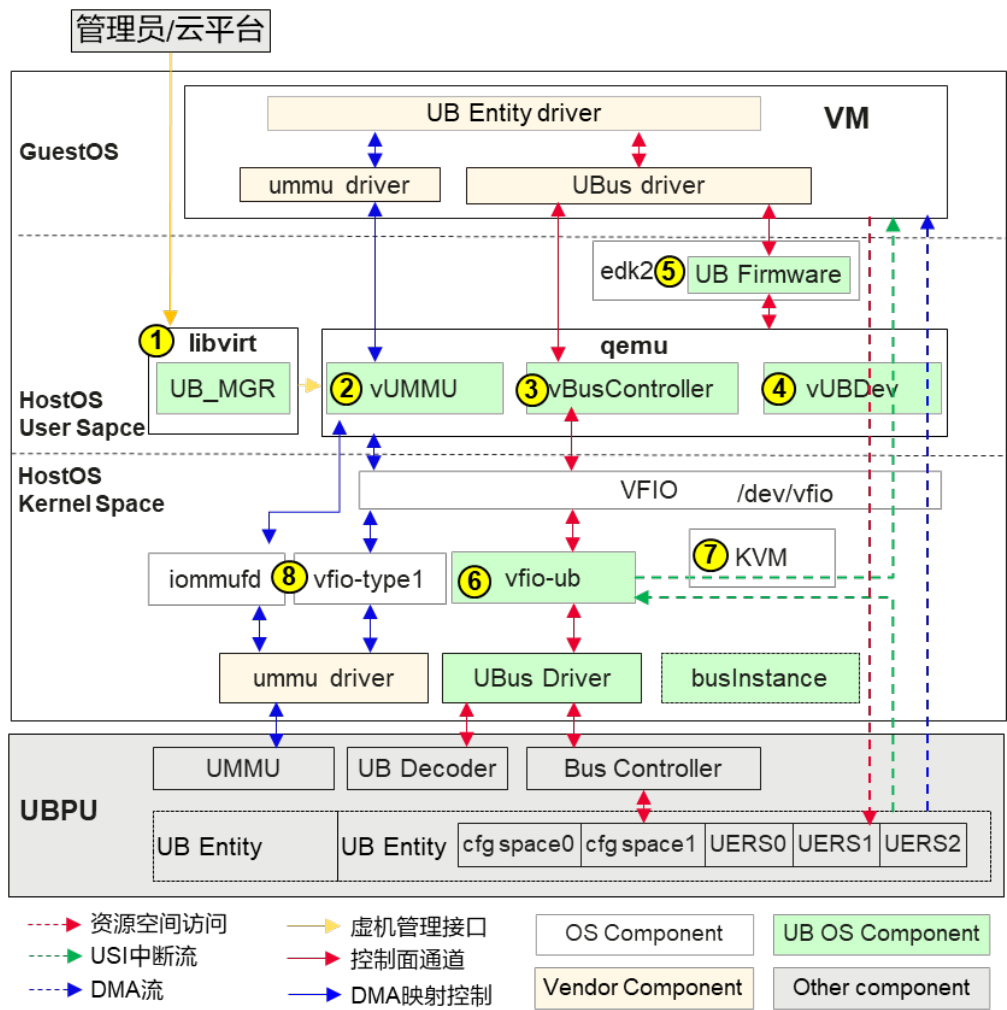 管理员/云平台
VM
UB Entity driver
GuestOS
ummu driver
UBus driver
edk2
5
UB Firmware
1
libvirt
qemu
UB_MGR
2
vUMMU
3
vBusController
4
vUBDev
HostOS
User Sapce
HostOS
Kernel Space
VFIO
/dev/vfio
7
KVM
iommufd
8
vfio-type1
6
vfio-ub
ummu driver
UBus Driver
busInstance
UMMU
UB Decoder
Bus Controller
UBPU
UB Entity
UB Entity
cfg space0
cfg space1
UERS0
UERS1
UERS2
资源空间访问
虚机管理接口
OS Component
UB OS Component
USI中断流
控制面通道
DMA流
DMA映射控制
Vendor Component
Other component